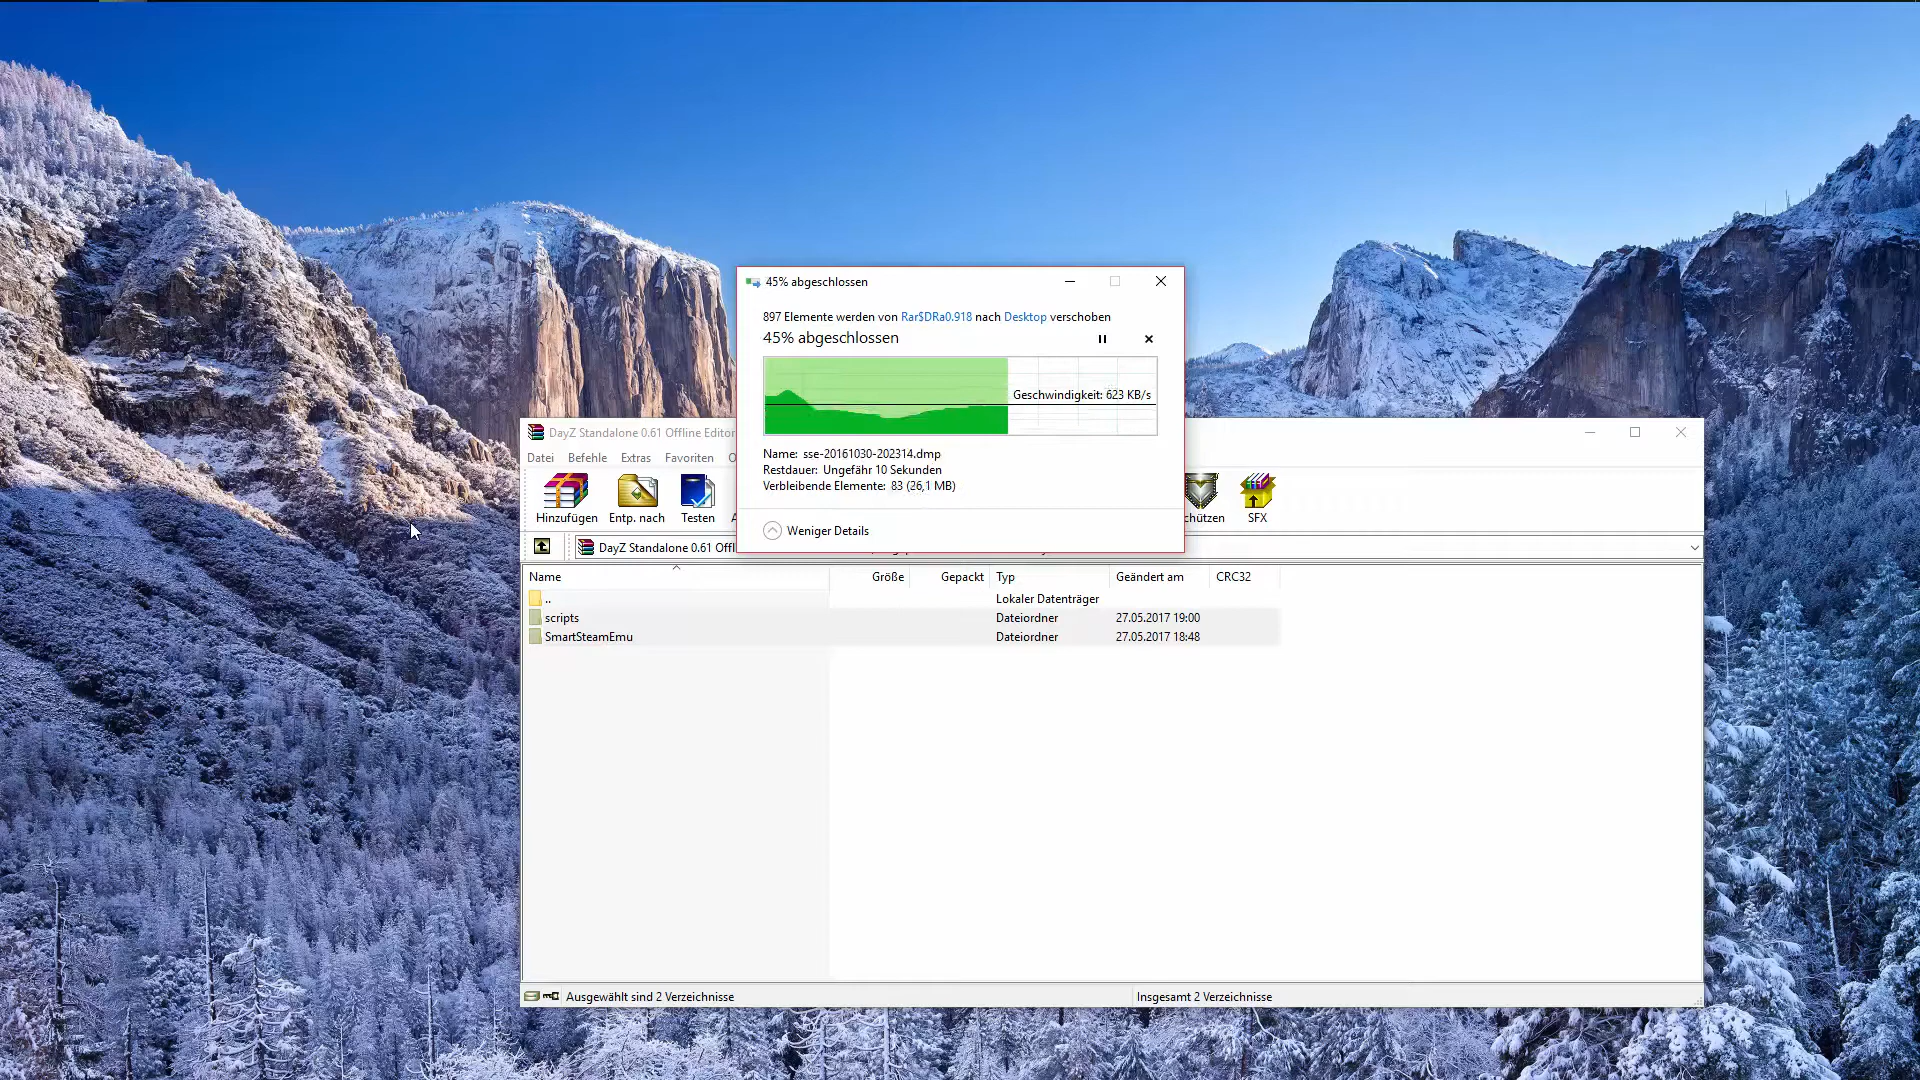 45% abgeschlossen
897 Elemente werden von Rar$DRa0.918 nach Desktop verschoben
45% abgeschlossen
Geschwindigkeit: 623 KB/s
Name: sse-20161030-202314.dmp
Restdauer: Ungefähr 10 Sekunden
Verbleibende Elemente: 83 (26,1 MB)
Weniger Details
DayZ Standalone 0.61 Offline Editor
Datei Befehle Extras Favoriten O
Hinzufügen Entp. nach Testen A chützen SFX
DayZ Standalone 0.61 Offl
Name Größe Gepackt Typ Geändert am CRC32
.. Lokaler Datenträger
scripts Dateiordner 27.05.2017 19:00
SmartSteamEmu Dateiordner 27.05.2017 18:48
Ausgewählt sind 2 Verzeichnisse Insgesamt 2 Verzeichnisse